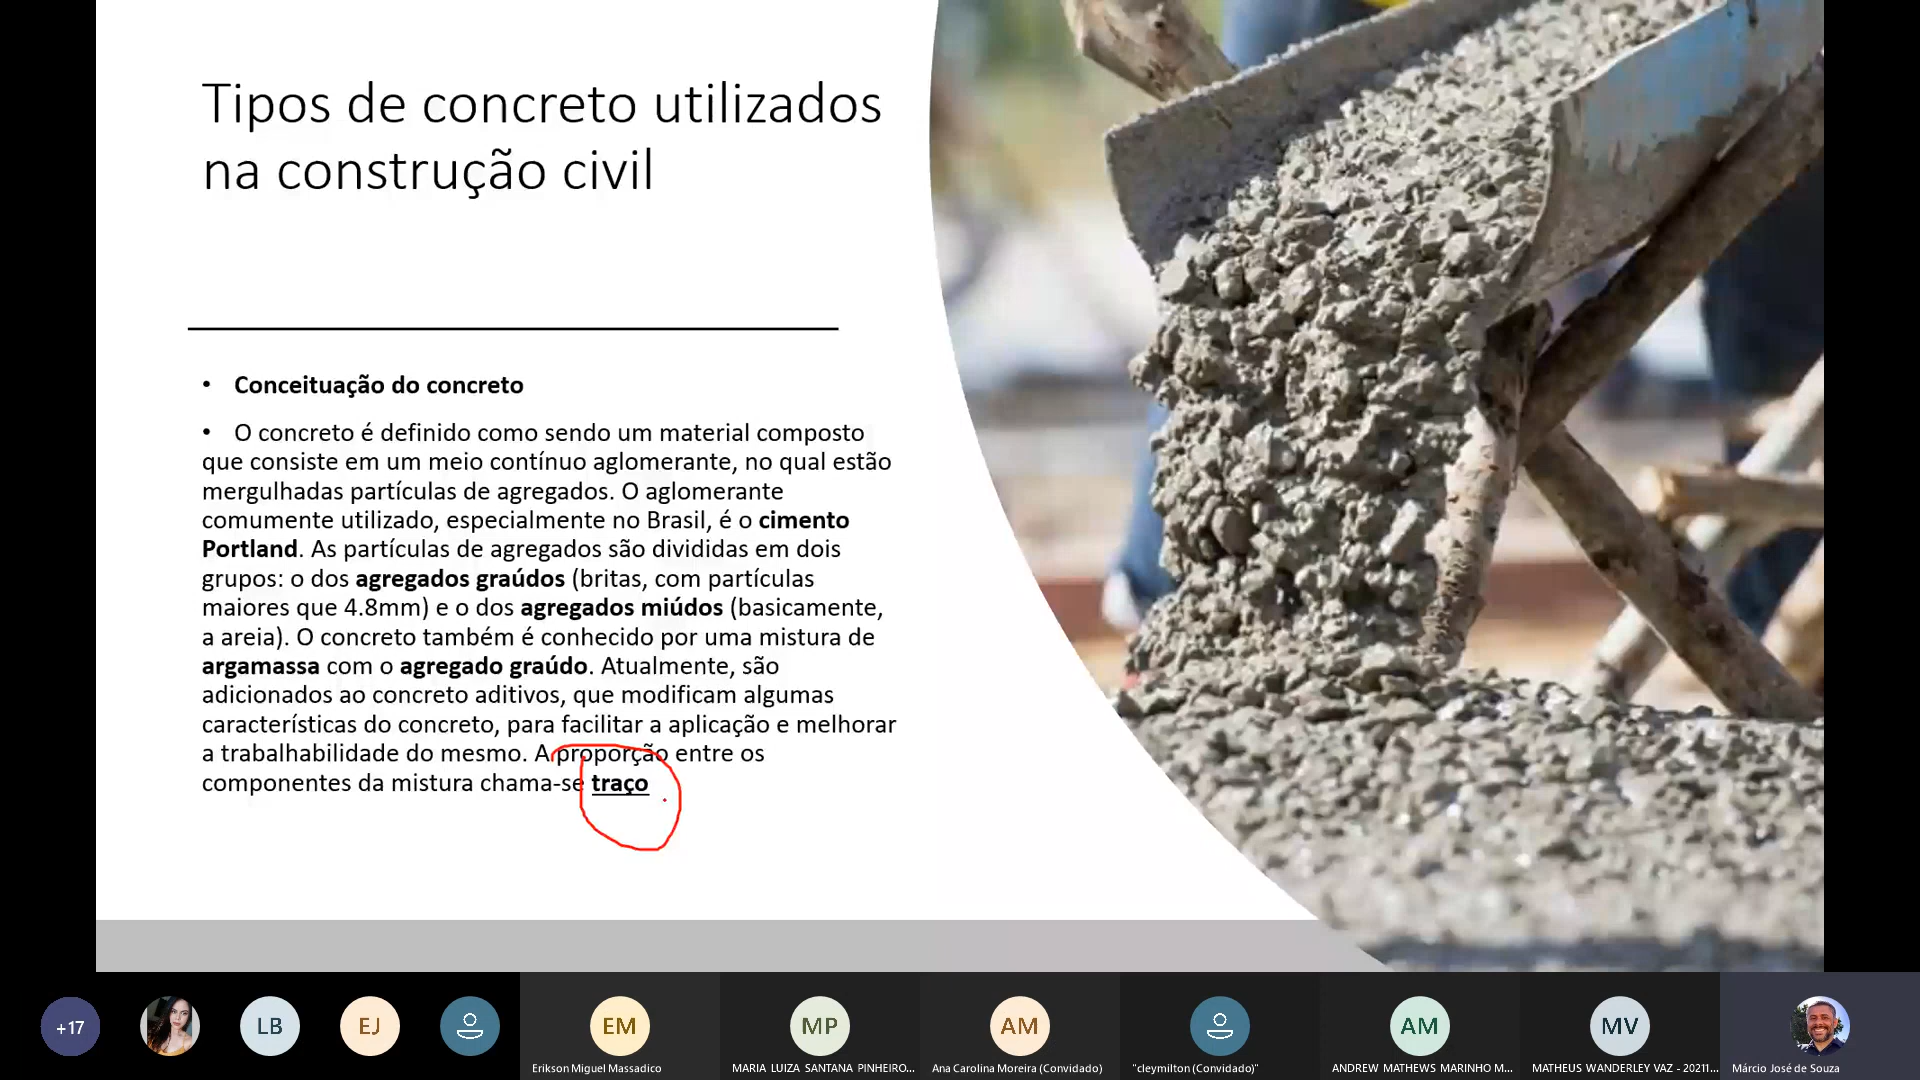 Tipos de concreto utilizados
na construção civil
• Conceituação do concreto
• O concreto é definido como sendo um material composto
que consiste em um meio contínuo aglomerante, no qual estão
mergulhadas partículas de agregados. O aglomerante
comumente utilizado, especialmente no Brasil, é o cimento
Portland. As partículas de agregados são divididas em dois
grupos: o dos agregados graúdos (britas, com partículas
maiores que 4.8mm) e o dos agregados miúdos (basicamente,
a areia). O concreto também é conhecido por uma mistura de
argamassa com o agregado graúdo. Atualmente, são
adicionados ao concreto aditivos, que modificam algumas
características do concreto, para facilitar a aplicação e melhorar
a trabalhabilidade do mesmo. A proporção entre os
componentes da mistura chama-se traço
+17
LB
EJ
EM
MP
AM
AM
MV
Erikson Miguel Massadico
MARIA LUIZA SANTANA PINHEIRO...
Ana Carolina Moreira (Convidado)
"cleymilton (Convidado)"
ANDREW MATHEWS MARINHO M...
MATHEUS WANDERLEY VAZ - 20211...
Márcio José de Souza